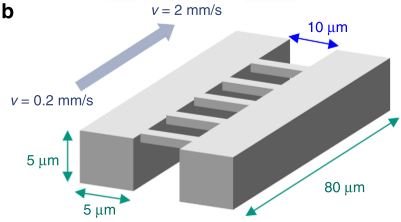 b
v = 2 mm/s
10 µm
v = 0.2 mm/s
5 µm
5 µm
80 µm